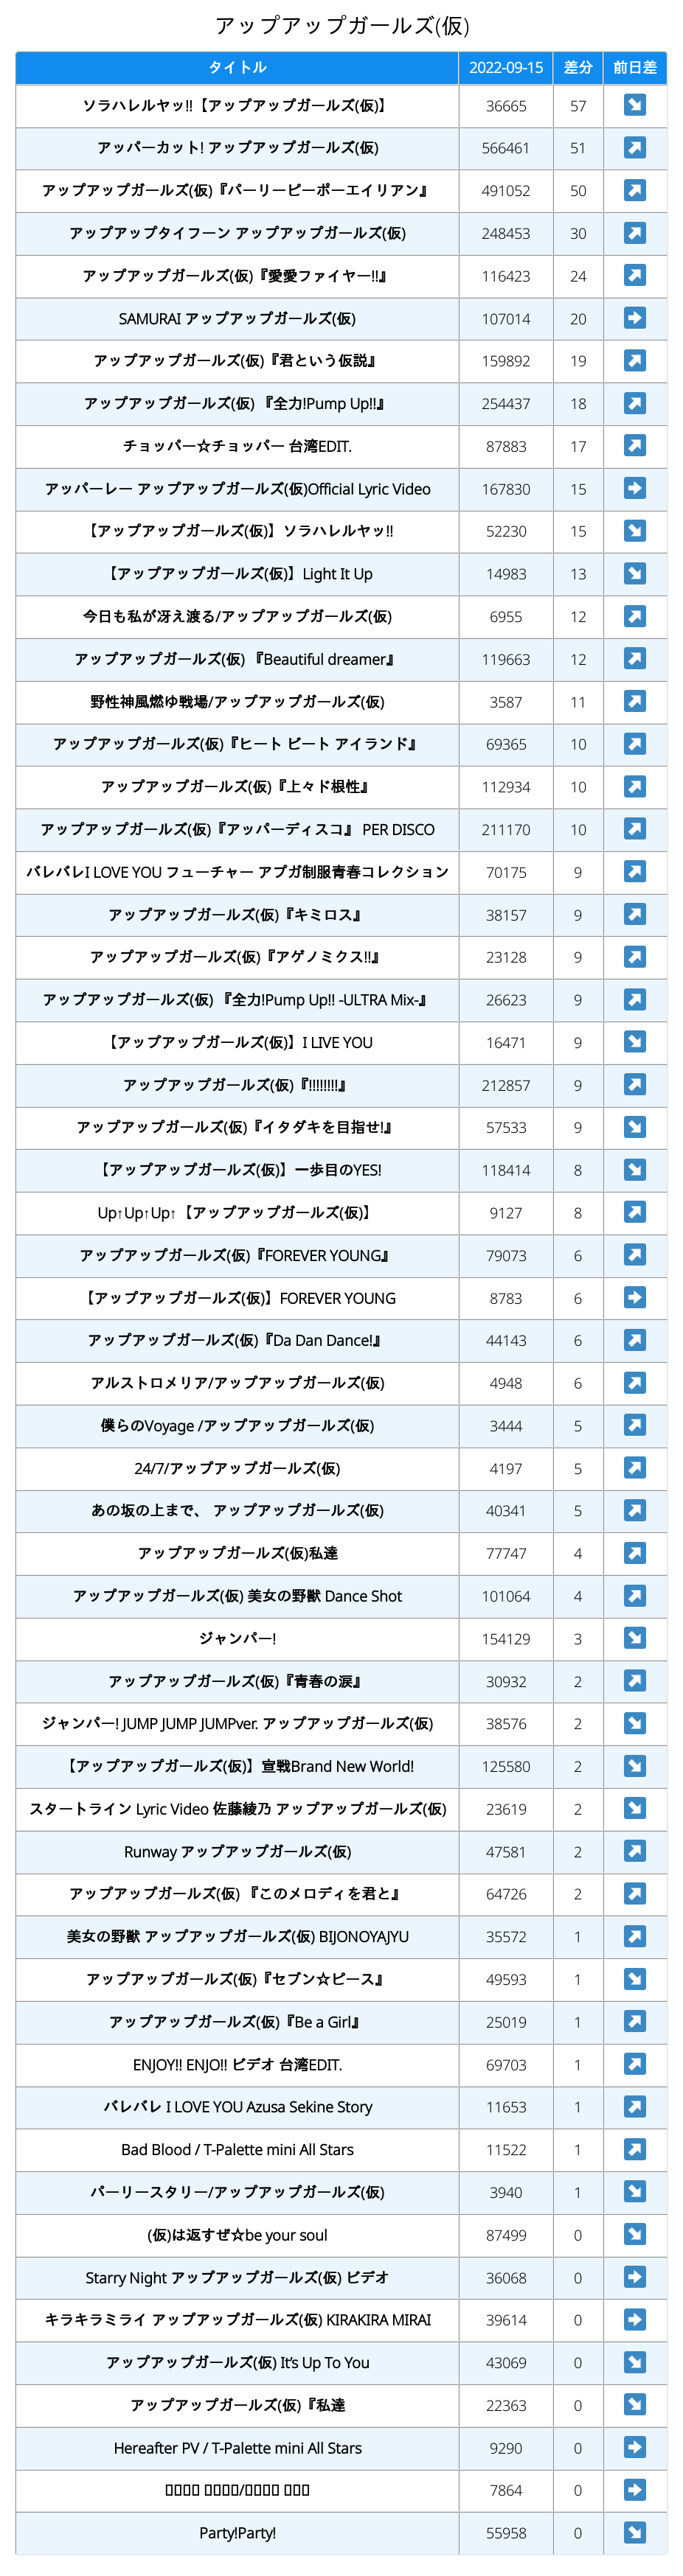 アップアップガールズ(仮)
タイトル 2022-09-15 差分 前日差
ソラハレルヤッ!!【アップアップガールズ(仮)】 36665 57 ↘
アッパーカット! アップアップガールズ(仮) 566461 51 ↗
アップアップガールズ(仮)『パーリーピーポーエイリアン』 491052 50 ↗
アップアップタイフーン アップアップガールズ(仮) 248453 30 ↗
アップアップガールズ(仮)『愛愛ファイヤー!!』 116423 24 ↗
SAMURAI アップアップガールズ(仮) 107014 20 ➡
アップアップガールズ(仮)『君という仮説』 159892 19 ↗
アップアップガールズ(仮) 『全力!Pump Up!!』 254437 18 ↗
チョッパー☆チョッパー 台湾EDIT. 87883 17 ↗
アッパーレー アップアップガールズ(仮)Official Lyric Video 167830 15 ➡
【アップアップガールズ(仮)】ソラハレルヤッ!! 52230 15 ↘
【アップアップガールズ(仮)】Light It Up 14983 13 ↘
今日も私が冴え渡る/アップアップガールズ(仮) 6955 12 ↗
アップアップガールズ(仮) 『Beautiful dreamer』 119663 12 ↗
野性神風燃ゆ戦場/アップアップガールズ(仮) 3587 11 ↗
アップアップガールズ(仮)『ヒート ビート アイランド』 69365 10 ↗
アップアップガールズ(仮)『上々ド根性』 112934 10 ↗
アップアップガールズ(仮)『アッパーディスコ』 PER DISCO 211170 10 ↗
バレバレI LOVE YOU フューチャー アプガ制服青春コレクション 70175 9 ↗
アップアップガールズ(仮)『キミロス』 38157 9 ↗
アップアップガールズ(仮)『アゲノミクス!!』 23128 9 ↗
アップアップガールズ(仮) 『全力!Pump Up!! -ULTRA Mix-』 26623 9 ↗
【アップアップガールズ(仮)】I LIVE YOU 16471 9 ↘
アップアップガールズ(仮)『!!!!!!!!』 212857 9 ↗
アップアップガールズ(仮)『イタダキを目指せ!』 57533 9 ↘
【アップアップガールズ(仮)】一歩目のYES! 118414 8 ↘
Up↑Up↑Up↑【アップアップガールズ(仮)】 9127 8 ↗
アップアップガールズ(仮)『FOREVER YOUNG』 79073 6 ↗
【アップアップガールズ(仮)】FOREVER YOUNG 8783 6 ➡
アップアップガールズ(仮)『Da Dan Dance!』 44143 6 ↗
アルストロメリア/アップアップガールズ(仮) 4948 6 ↗
僕らのVoyage /アップアップガールズ(仮) 3444 5 ↗
24/7/アップアップガールズ(仮) 4197 5 ↗
あの坂の上まで、 アップアップガールズ(仮) 40341 5 ↗
アップアップガールズ(仮)私達 77747 4 ↗
アップアップガールズ(仮) 美女の野獣 Dance Shot 101064 4 ↗
ジャンパー! 154129 3 ↘
アップアップガールズ(仮)『青春の涙』 30932 2 ↗
ジャンパー! JUMP JUMP JUMPver. アップアップガールズ(仮) 38576 2 ↘
【アップアップガールズ(仮)】宣戦Brand New World! 125580 2 ↘
スタートライン Lyric Video 佐藤綾乃 アップアップガールズ(仮) 23619 2 ↘
Runway アップアップガールズ(仮) 47581 2 ↗
アップアップガールズ(仮) 『このメロディを君と』 64726 2 ↗
美女の野獣 アップアップガールズ(仮) BIJONOYAJYU 35572 1 ↗
アップアップガールズ(仮)『セブン☆ピース』 49593 1 ↘
アップアップガールズ(仮)『Be a Girl』 25019 1 ↗
ENJOY!! ENJO!! ビデオ 台湾EDIT. 69703 1 ↗
バレバレ I LOVE YOU Azusa Sekine Story 11653 1 ↗
Bad Blood / T-Palette mini All Stars 11522 1 ↗
パーリースタリー/アップアップガールズ(仮) 3940 1 ↘
(仮)は返すぜ☆be your soul 87499 0 ↘
Starry Night アップアップガールズ(仮) ビデオ 36068 0 ➡
キラキラミライ アップアップガールズ(仮) KIRAKIRA MIRAI 39614 0 ➡
アップアップガールズ(仮) It's Up To You 43069 0 ↘
アップアップガールズ(仮)『私達 22363 0 ↘
Hereafter PV / T-Palette mini All Stars 9290 0 ➡
▯▯▯▯ ▯▯▯▯/▯▯▯▯ ▯▯▯ 7864 0 ➡
Party!Party! 55958 0 ↘